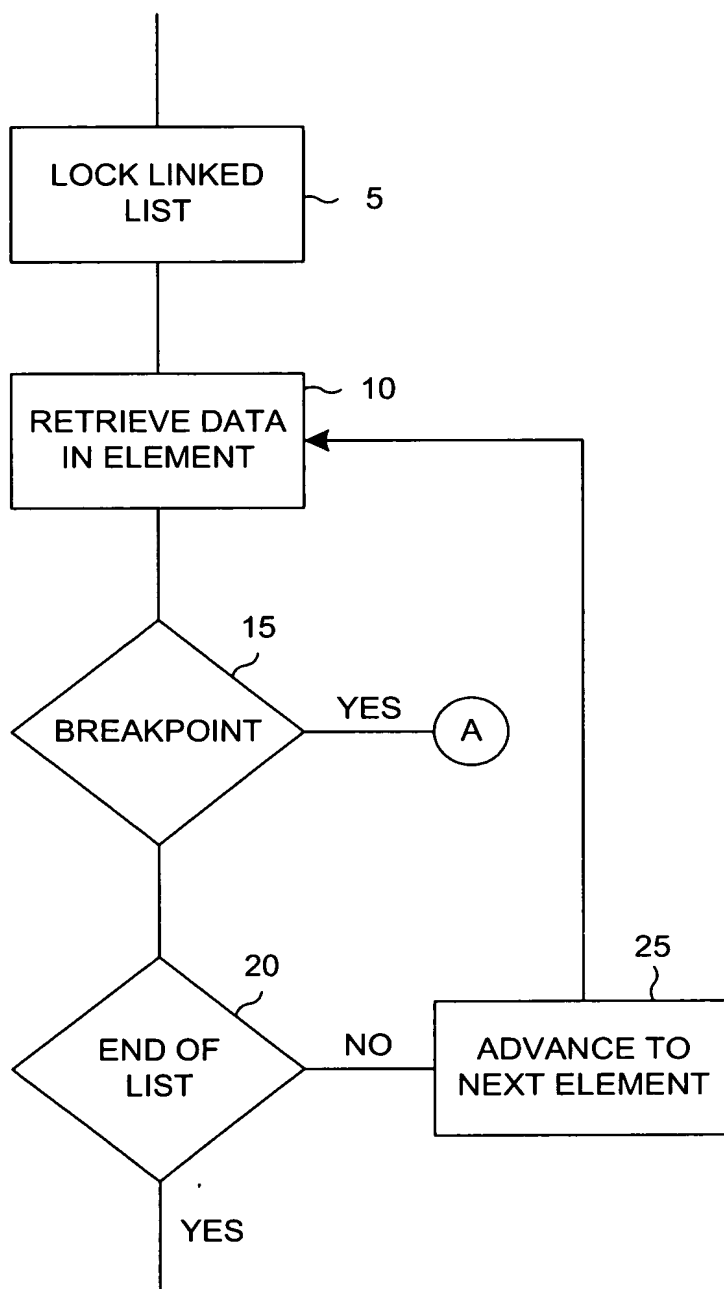 LOCK LINKED
LIST
5
10
RETRIEVE DATA
IN ELEMENT
15
BREAKPOINT
YES
A
20
END OF
LIST
NO
25
ADVANCE TO
NEXT ELEMENT
YES